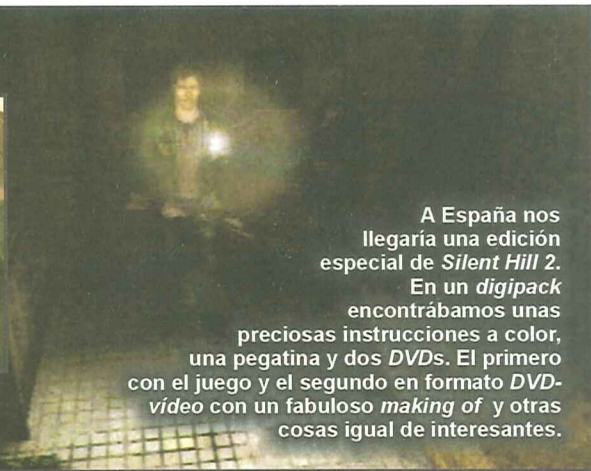 A España nos
llegaría una edición
especial de Silent Hill 2.
En un digipack
encontrábamos unas
preciosas instrucciones a color,
una pegatina y dos DVDs. El primero
con el juego y el segundo en formato DVD-
vídeo con un fabuloso making of y otras
cosas igual de interesantes.